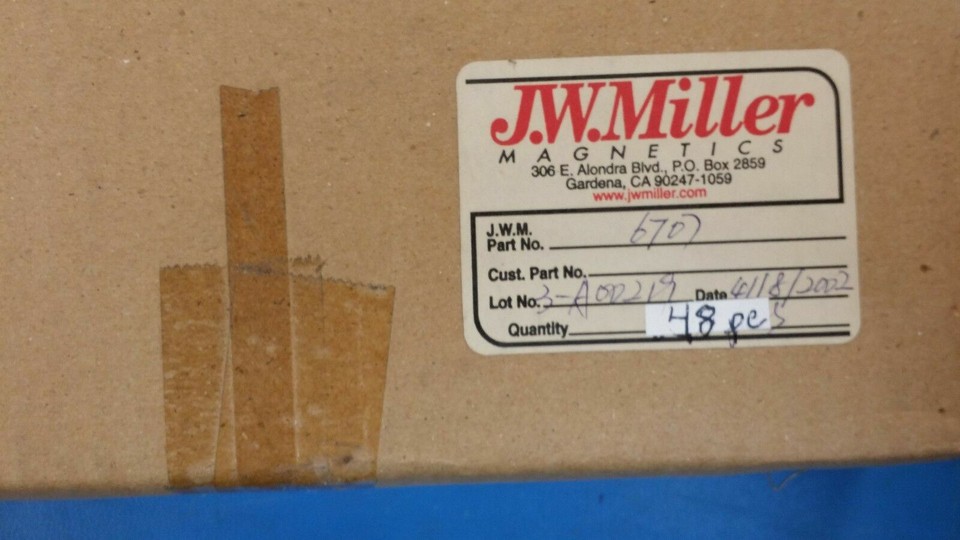 J.W.Miller
MAGNETICS
306 E. Alondra Blvd., P.O. Box 2859
Gardena, CA 90247-1059
www.jwmiller.com
J.W.M.
Part No. 6707
Cust. Part No.
Lot No. 3-A00219 Date 4/18/2002
Quantity 48 pcs